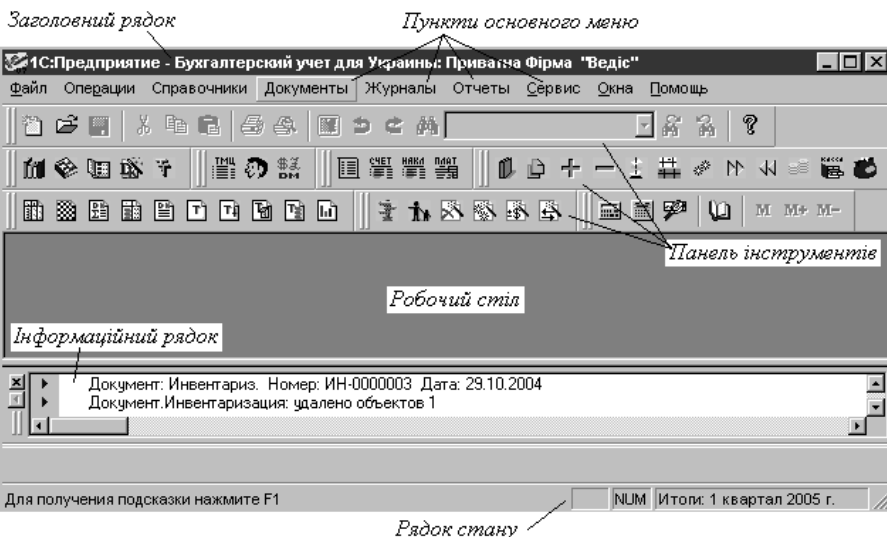 Заголовний рядок
Пункти основного меню
1С:Предприятие - Бухгалтерский учет для Украины: Приватна Фірма "Ведіс"
Файл Операции Справочники Документы Журналы Отчеты Сервис Окна Помощь
ТМЦ DM СЧЕТ НАКЛ ПЛАТ КАССА
М М+ М-
Панель інструментів
Робочий стіл
Інформаційний рядок
Документ: Инвентариз. Номер: ИН-0000003 Дата: 29.10.2004
Документ.Инвентаризация: удалено объектов 1
Для получения подсказки нажмите F1
NUM Итоги: 1 квартал 2005 г.
Рядок стану